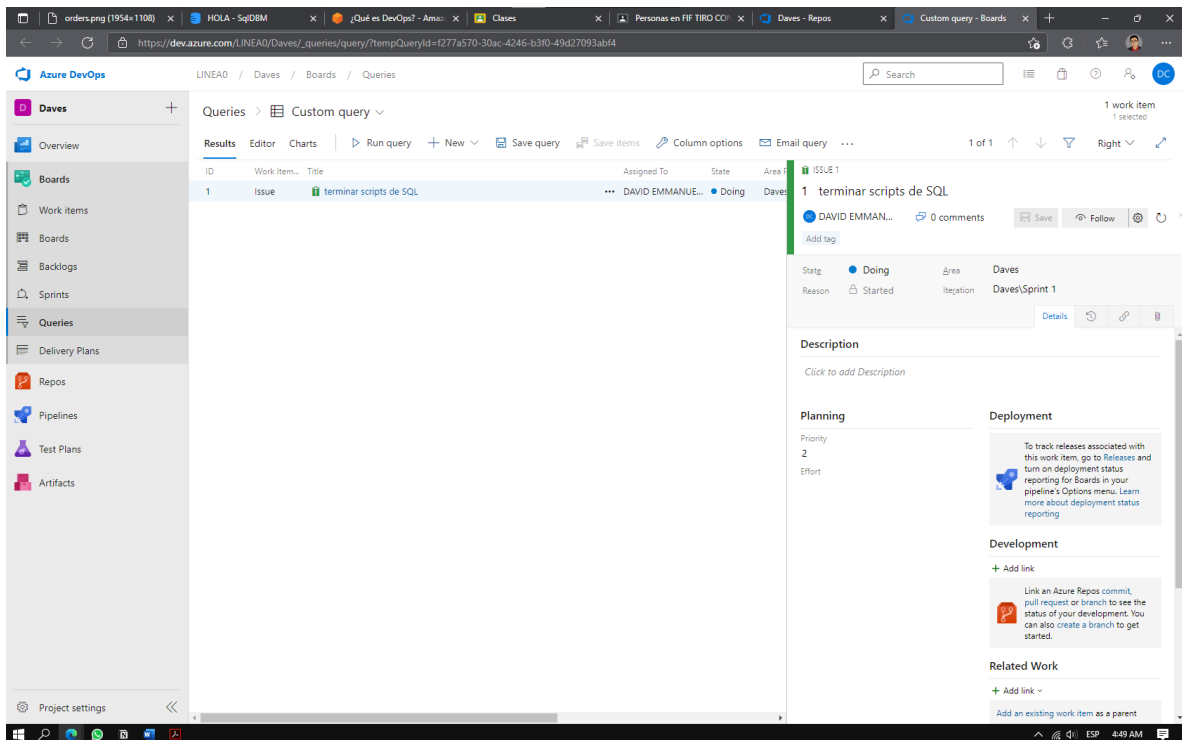 orders.png (1954×1108)
HOLA - SqlDBM
¿Qué es DevOps? - Amaz
Clases
Personas en FIF TIRO CON
Daves - Repos
Custom query - Boards
https://dev.azure.com/LINEA0/Daves/_queries/query/?tempQueryId=f277a570-30ac-4246-b3f0-49d27093abf4
Azure DevOps
LINEA0 / Daves / Boards / Queries
Search
DC
D Daves
Overview
Boards
Work items
Boards
Backlogs
Sprints
Queries
Delivery Plans
Repos
Pipelines
Test Plans
Artifacts
Project settings
Queries > Custom query
1 work item
1 selected
Results Editor Charts Run query New Save query Save items Column options Email query ... 1 of 1 Right
ID Work Item... Title Assigned To State Area P
1 Issue terminar scripts de SQL ... DAVID EMMANUE... Doing Daves
ISSUE 1
1 terminar scripts de SQL
DC DAVID EMMAN... 0 comments Save Follow
Add tag
State Doing Area Daves
Reason Started Iteration Daves\Sprint 1
Details
Description
Click to add Description
Planning
Priority
2
Effort
Deployment
To track releases associated with
this work item, go to Releases and
turn on deployment status
reporting for Boards in your
pipeline's Options menu. Learn
more about deployment status
reporting
Development
+ Add link
Link an Azure Repos commit,
pull request or branch to see the
status of your development. You
can also create a branch to get
started.
Related Work
+ Add link
Add an existing work item as a parent
ESP 4:49 AM